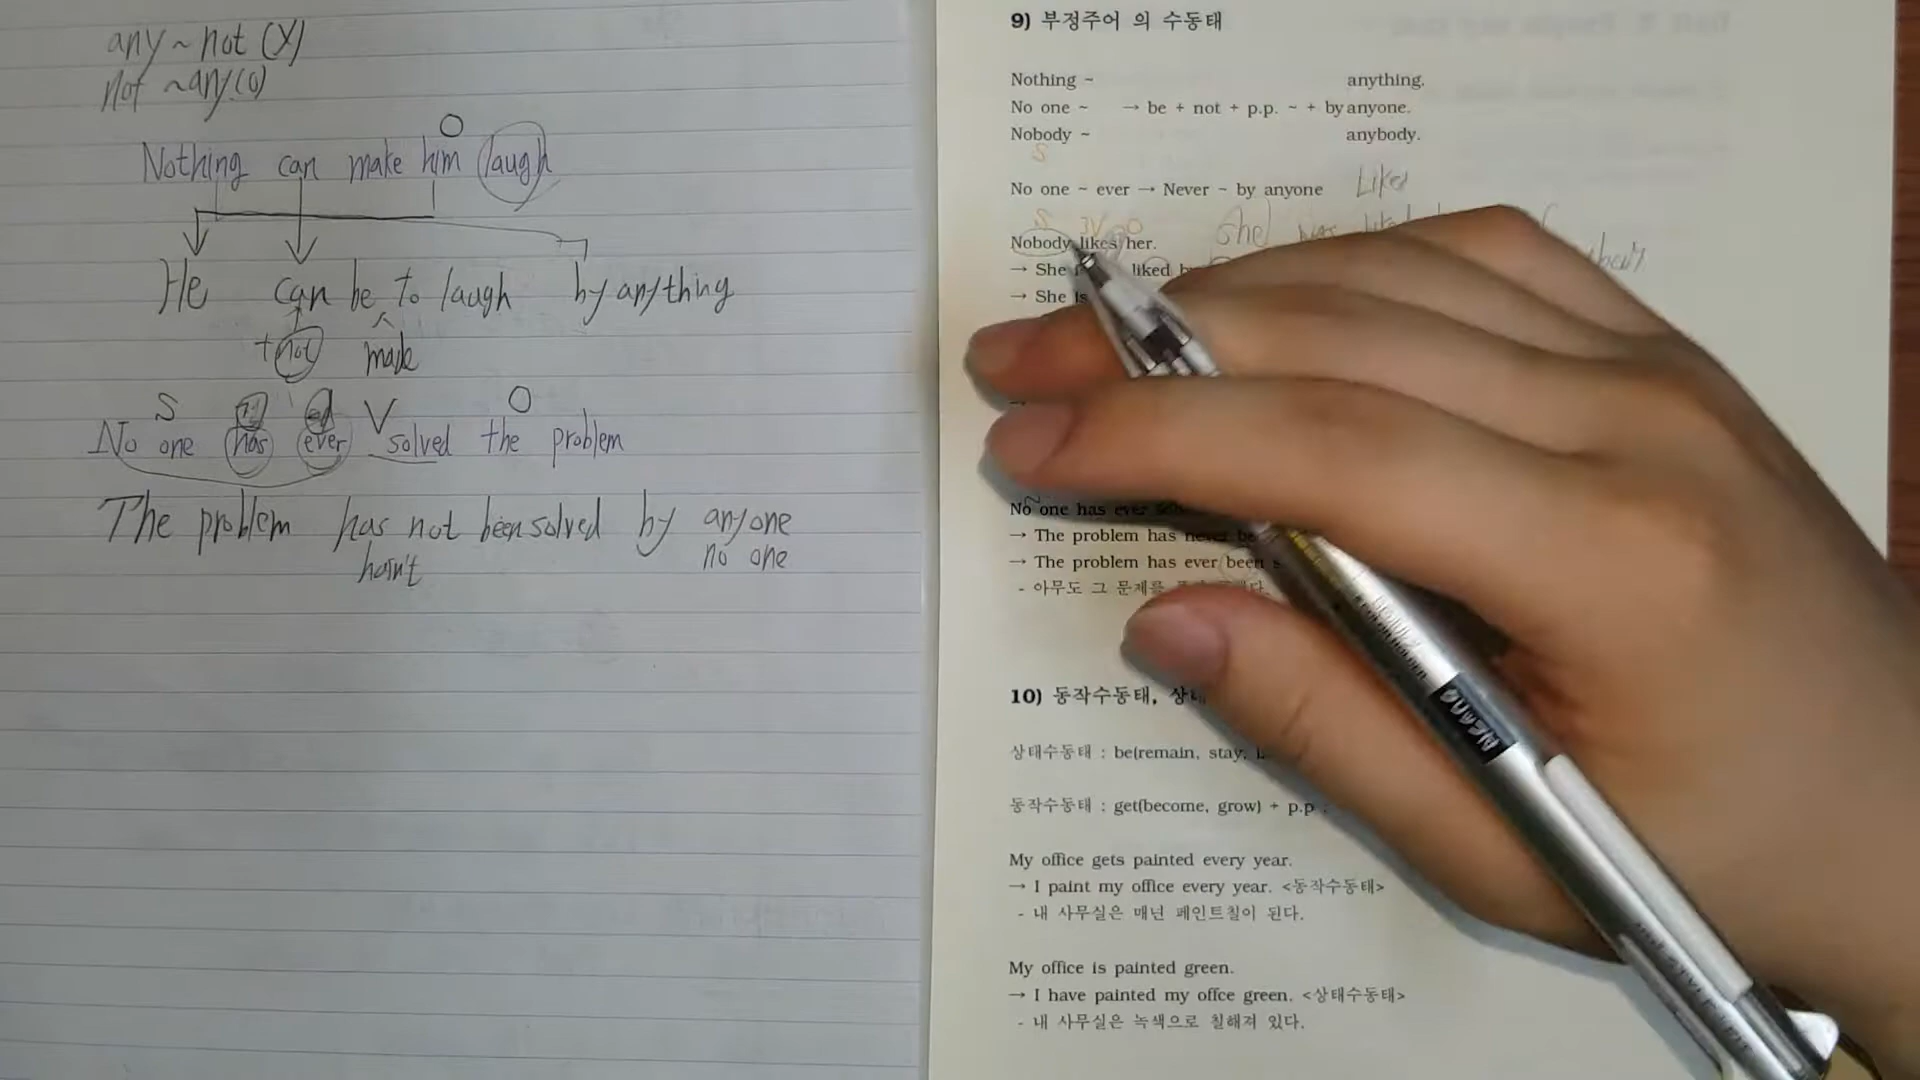 any ~ not (X)
not ~any(O)
O
Nothing can make him laugh
He can be to laugh by anything
+not made
S V O
No one has ever solved the problem
The problem has not been solved by anyone
hasn't no one
9) 부정주어 의 수동태
Nothing ~ anything.
No one ~ → be + not + p.p. ~ + by anyone.
Nobody ~ anybody.
S
No one ~ ever → Never ~ by anyone liked
S 3V O She
Nobody likes her.
→ She liked
→ She is
No one has ever
→ The problem has never
→ The problem has ever been
- 아무도 그 문제를
10) 동작수동태,
상태수동태 : be(remain, stay,
동작수동태 : get(become, grow) + p.p
My office gets painted every year.
→ I paint my office every year. <동작수동태>
- 내 사무실은 매년 페인트칠이 된다.
My office is painted green.
→ I have painted my offce green. <상태수동태>
- 내 사무실은 녹색으로 칠해져 있다.